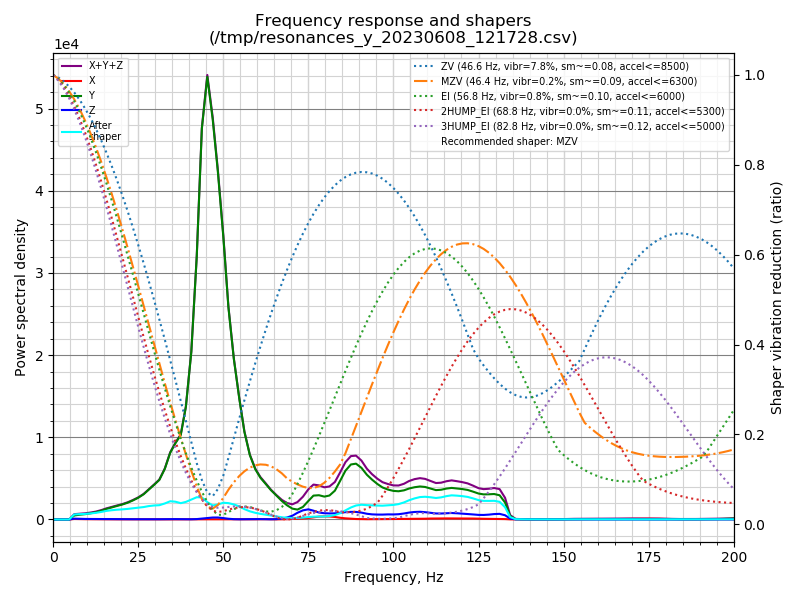 Frequency response and shapers
(/tmp/resonances_y_20230608_121728.csv)
1e4
X+Y+Z
X
Y
Z
After
shaper
ZV (46.6 Hz, vibr=7.8%, sm~=0.08, accel<=8500)
MZV (46.4 Hz, vibr=0.2%, sm~=0.09, accel<=6300)
EI (56.8 Hz, vibr=0.8%, sm~=0.10, accel<=6000)
2HUMP_EI (68.8 Hz, vibr=0.0%, sm~=0.11, accel<=5300)
3HUMP_EI (82.8 Hz, vibr=0.0%, sm~=0.12, accel<=5000)
Recommended shaper: MZV
Power spectral density
5
4
3
2
1
0
1.0
0.8
0.6
0.4
0.2
0.0
Shaper vibration reduction (ratio)
0 25 50 75 100 125 150 175 200
Frequency, Hz